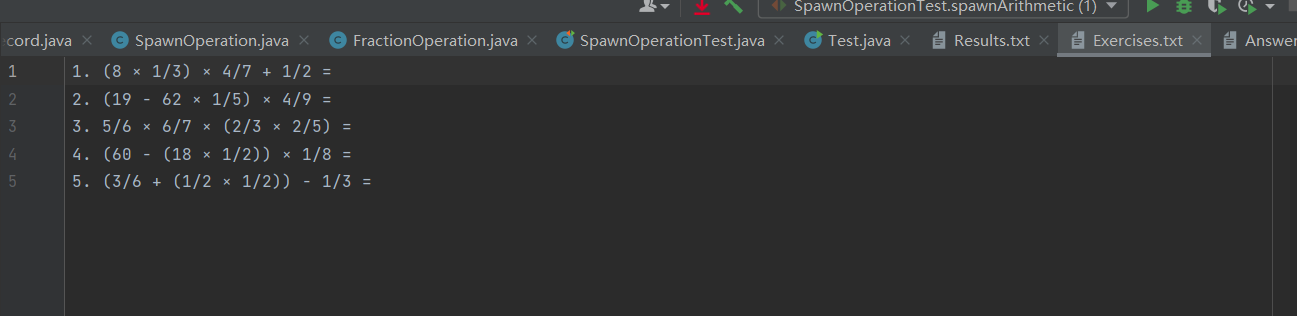 SpawnOperationTest.spawnArithmetic (1)
cord.java SpawnOperation.java FractionOperation.java SpawnOperationTest.java Test.java Results.txt Exercises.txt Answer
1 1. (8 × 1/3) × 4/7 + 1/2 =
2 2. (19 - 62 × 1/5) × 4/9 =
3 3. 5/6 × 6/7 × (2/3 × 2/5) =
4 4. (60 - (18 × 1/2)) × 1/8 =
5 5. (3/6 + (1/2 × 1/2)) - 1/3 =